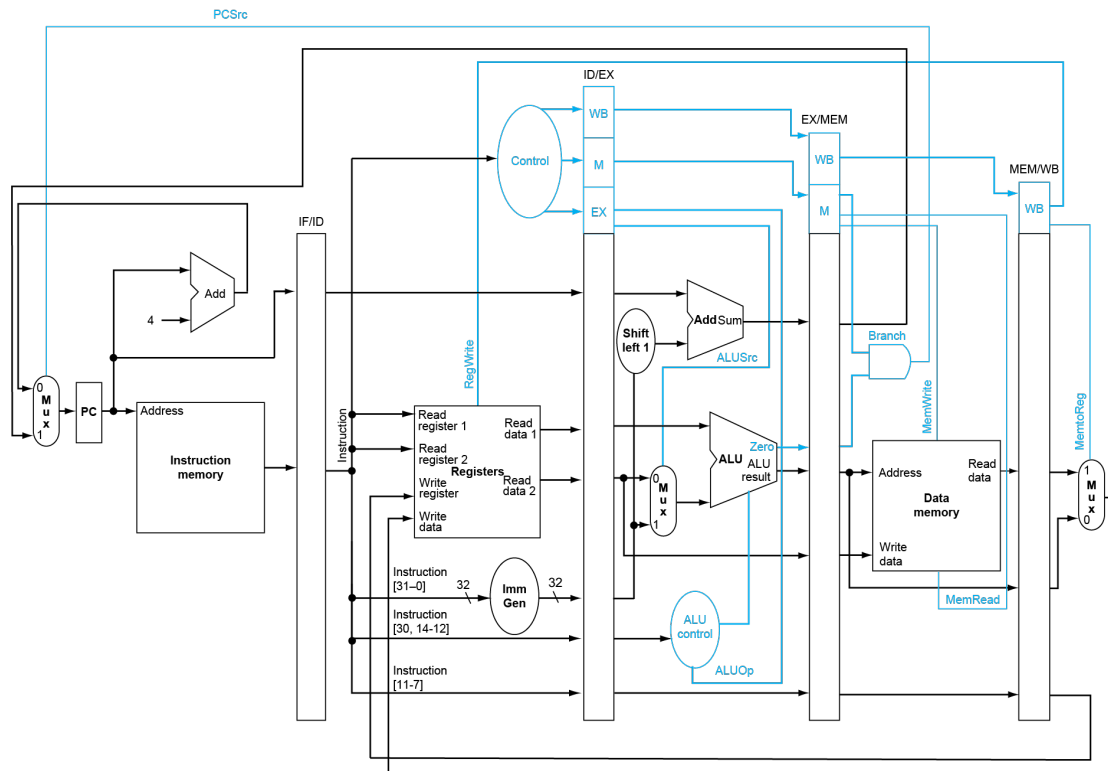 PCSrc
ID/EX
WB
Control
M
EX
EX/MEM
WB
M
MEM/WB
WB
IF/ID
Add
4
RegWrite
Shift
left 1
Add Sum
ALUSrc
Branch
MemWrite
MemtoReg
0
Mux
1
PC
Address
Instruction
memory
Instruction
Read
register 1
Read
register 2
Write
register
Write
data
Registers
Read
data 1
Read
data 2
0
Mux
1
Zero
ALU
ALU
result
Address
Read
data
Data
memory
Write
data
1
Mux
0
MemRead
Instruction
[31–0]
32
Imm
Gen
32
Instruction
[30, 14-12]
ALU
control
ALUOp
Instruction
[11-7]